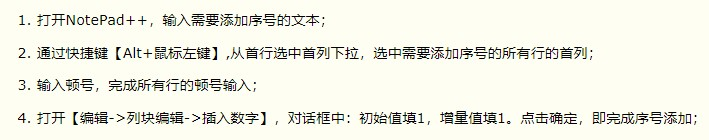 1. 打开NotePad++，输入需要添加序号的文本；
2. 通过快捷键【Alt+鼠标左键】,从首行选中首列下拉，选中需要添加序号的所有行的首列；
3. 输入顿号，完成所有行的顿号输入；
4. 打开【编辑->列块编辑->插入数字】，对话框中：初始值填1，增量值填1。点击确定，即完成序号添加；